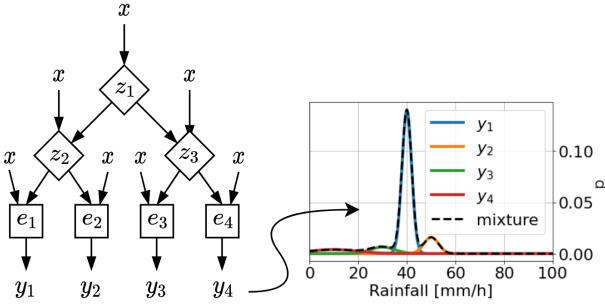 x
x z₁ x
x z₂ x x z₃ x
e₁ e₂ e₃ e₄
y₁ y₂ y₃ y₄
y₁
y₂
y₃
y₄
mixture
0.10
0.05
0.00
p
0 20 40 60 80 100
Rainfall [mm/h]